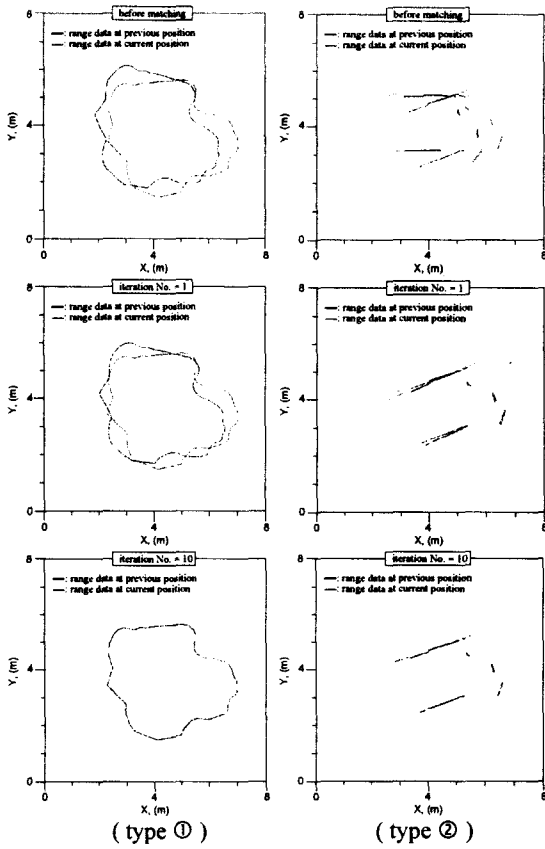 before matching
—: range data at previous position
—: range data at current position
8
4
0
Y, (m)
0 4 8
X, (m)
before matching
—: range data at previous position
—: range data at current position
8
4
0
Y, (m)
0 4 8
X, (m)
iteration No. = 1
—: range data at previous position
—: range data at current position
8
4
0
Y, (m)
0 4 8
X, (m)
iteration No. = 1
—: range data at previous position
—: range data at current position
8
4
0
Y, (m)
0 4 8
X, (m)
iteration No. = 10
—: range data at previous position
—: range data at current position
8
4
0
Y, (m)
0 4 8
X, (m)
iteration No. = 10
—: range data at previous position
—: range data at current position
8
4
0
Y, (m)
0 4 8
X, (m)
( type ① )
( type ② )